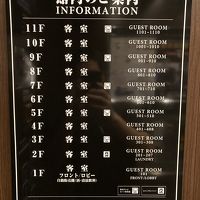 館内のご案内
INFORMATION
11F 客室 GUEST ROOM
1101-1110
10F 客室 GUEST ROOM
1001-1010
9F 客室 GUEST ROOM
901-910
8F 客室 GUEST ROOM
801-810
7F 客室 GUEST ROOM
701-710
6F 客室 GUEST ROOM
601-610
5F 客室 GUEST ROOM
501-510
4F 客室 GUEST ROOM
401-408
3F 客室 GUEST ROOM
301-308
2F 客室 GUEST ROOM
201-207
LAUNDRY
1F 客室 GUEST ROOM
フロント/ロビー FRONT/LOBBY